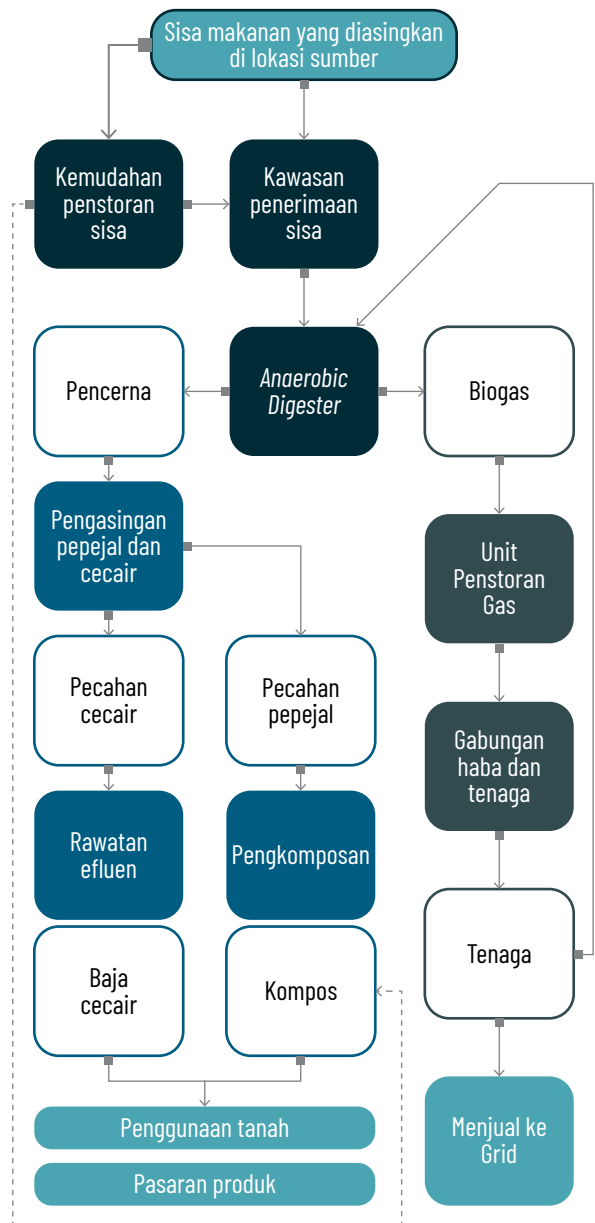 Sisa makanan yang diasingkan
di lokasi sumber
Kemudahan
penstoran
sisa
Kawasan
penerimaan
sisa
Pencerna
Anaerobic
Digester
Biogas
Pengasingan
pepejal dan
cecair
Unit
Penstoran
Gas
Pecahan
cecair
Pecahan
pepejal
Gabungan
haba dan
tenaga
Rawatan
efluen
Pengkomposan
Tenaga
Baja
cecair
Kompos
Penggunaan tanah
Menjual ke
Grid
Pasaran produk